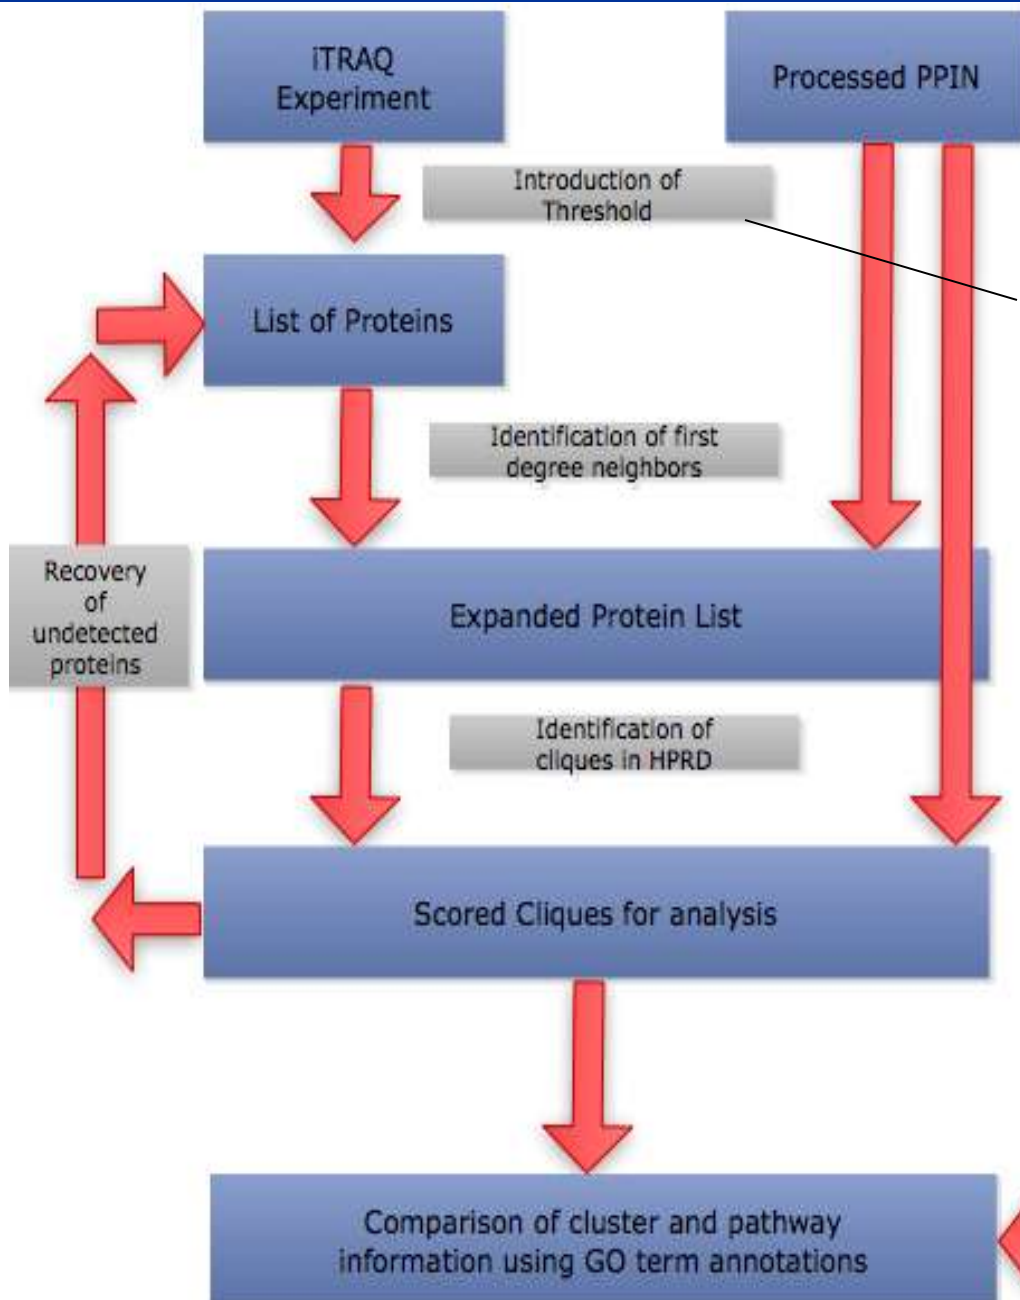 iTRAQ
Experiment
Processed PPIN
Introduction of
Threshold
List of Proteins
Identification of first
degree neighbors
Recovery
of
undetected
proteins
Expanded Protein List
Identification of
cliques in HPRD
Scored Cliques for analysis
Comparison of cluster and pathway
information using GO term annotations